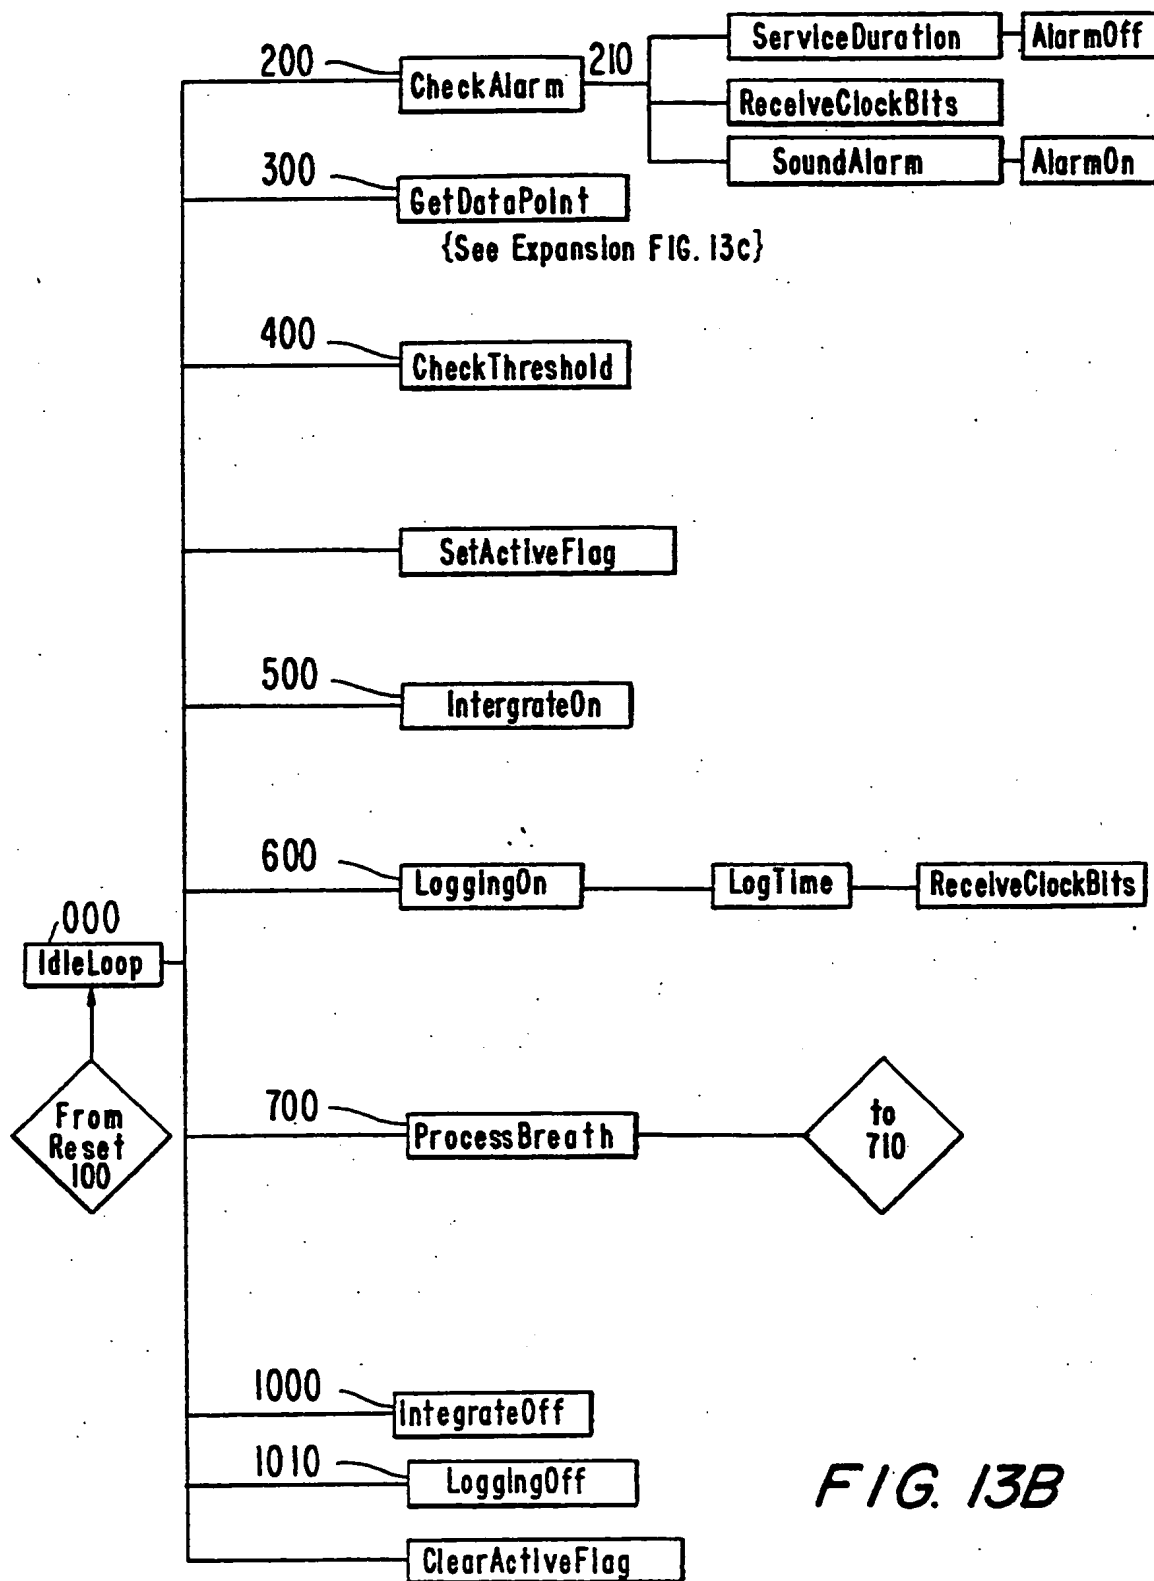 ServiceDuration AlarmOff
200 CheckAlarm 210
ReceiveClockBits
SoundAlarm AlarmOn
300 GetDataPoint
{See Expansion FIG. 13c}
400 CheckThreshold
SetActiveFlag
500 IntergrateOn
600 LoggingOn LogTime ReceiveClockBits
000
IdleLoop
From
Reset
100
700 ProcessBreath
to
710
1000 IntegrateOff
1010 LoggingOff
ClearActiveFlag
FIG. 13B